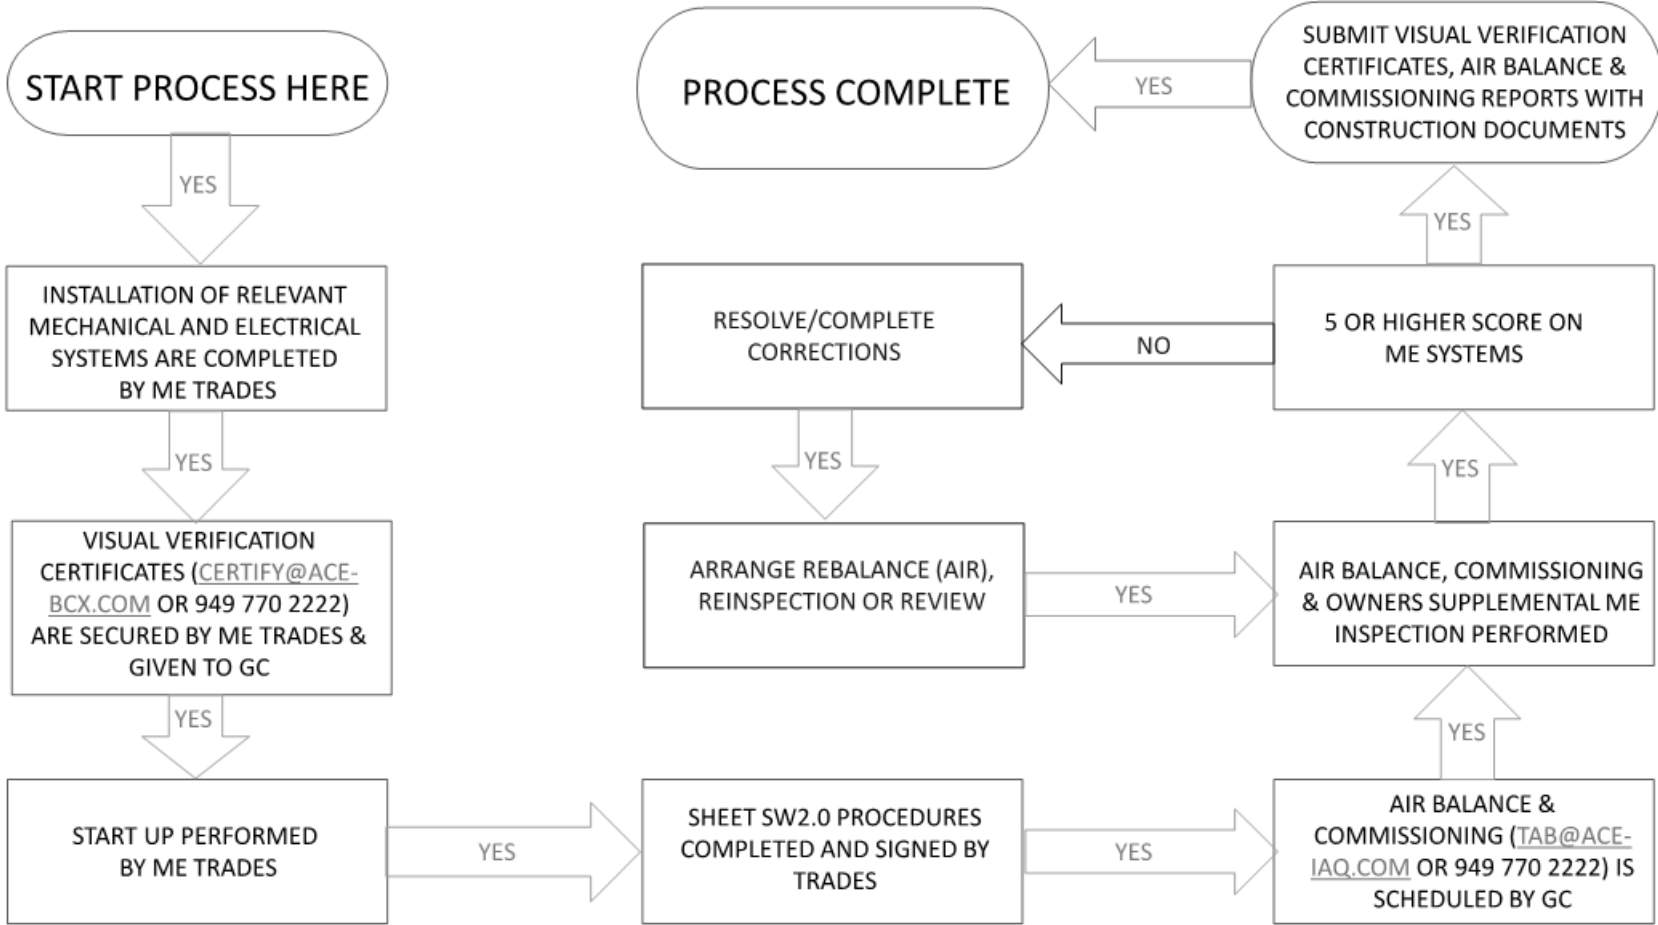 START PROCESS HERE
YES
INSTALLATION OF RELEVANT
MECHANICAL AND ELECTRICAL
SYSTEMS ARE COMPLETED
BY ME TRADES
YES
VISUAL VERIFICATION
CERTIFICATES (CERTIFY@ACE-
BCX.COM OR 949 770 2222)
ARE SECURED BY ME TRADES &
GIVEN TO GC
YES
START UP PERFORMED
BY ME TRADES
YES
SHEET SW2.0 PROCEDURES
COMPLETED AND SIGNED BY
TRADES
YES
AIR BALANCE &
COMMISSIONING (TAB@ACE-
IAQ.COM OR 949 770 2222) IS
SCHEDULED BY GC
YES
AIR BALANCE, COMMISSIONING
& OWNERS SUPPLEMENTAL ME
INSPECTION PERFORMED
YES
5 OR HIGHER SCORE ON
ME SYSTEMS
NO
RESOLVE/COMPLETE
CORRECTIONS
YES
ARRANGE REBALANCE (AIR),
REINSPECTION OR REVIEW
YES
YES
SUBMIT VISUAL VERIFICATION
CERTIFICATES, AIR BALANCE &
COMMISSIONING REPORTS WITH
CONSTRUCTION DOCUMENTS
YES
PROCESS COMPLETE